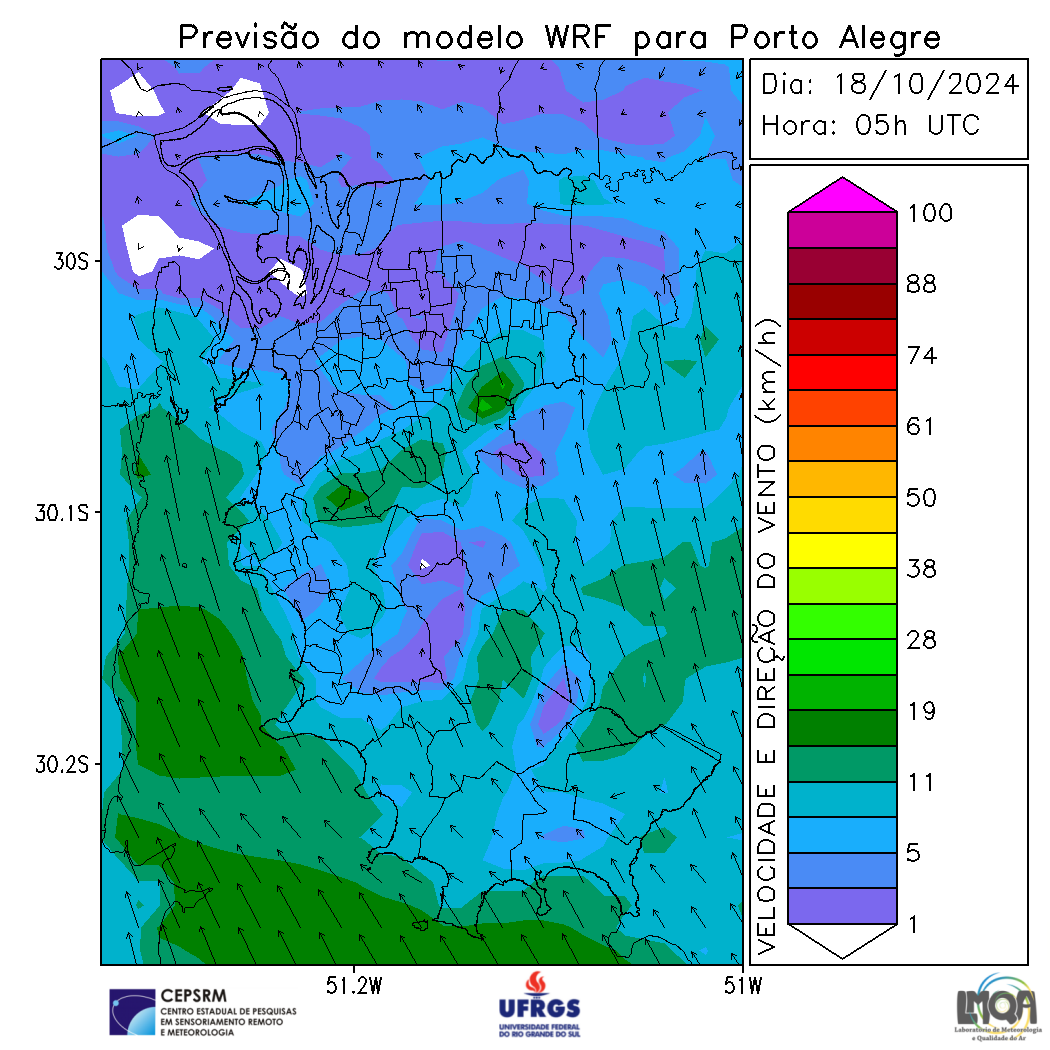 Previsão do modelo WRF para Porto Alegre
Dia: 18/10/2024
Hora: 05h UTC
30S
30.1S
30.2S
51.2W
51W
VELOCIDADE E DIREÇÃO DO VENTO (km/h)
100
88
74
61
50
38
28
19
11
5
1
CEPSRM
CENTRO ESTADUAL DE PESQUISAS
EM SENSORIAMENTO REMOTO
E METEOROLOGIA
UFRGS
UNIVERSIDADE FEDERAL
DO RIO GRANDE DO SUL
LMQA
Laboratório de Meteorologia
e Qualidade do Ar